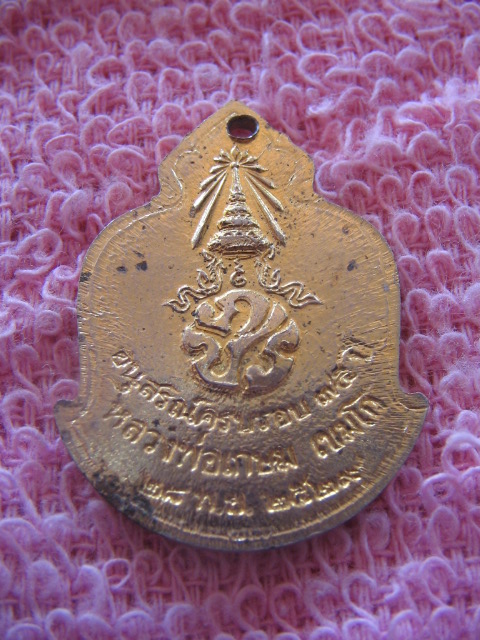 อนุสรณ์ครบรอบ ๗๕ ปี
หลวงพ่อเกษม เขมโก
๒๘ พ.ย. ๒๕๒๙